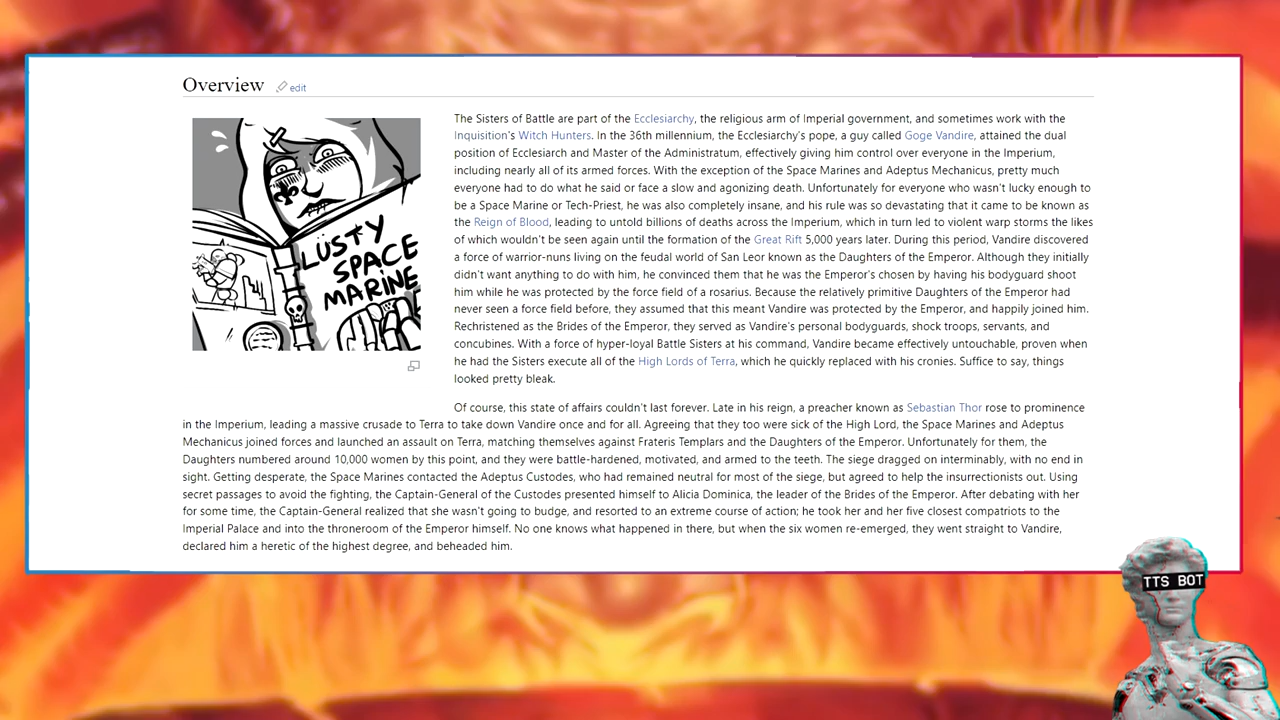 Overview edit
The Sisters of Battle are part of the Ecclesiarchy, the religious arm of Imperial government, and sometimes work with the
Inquisition's Witch Hunters. In the 36th millennium, the Ecclesiarchy's pope, a guy called Goge Vandire, attained the dual
position of Ecclesiarch and Master of the Administratum, effectively giving him control over everyone in the Imperium,
including nearly all of its armed forces. With the exception of the Space Marines and Adeptus Mechanicus, pretty much
everyone had to do what he said or face a slow and agonizing death. Unfortunately for everyone who wasn't lucky enough to
be a Space Marine or Tech-Priest, he was also completely insane, and his rule was so devastating that it came to be known as
the Reign of Blood, leading to untold billions of deaths across the Imperium, which in turn led to violent warp storms the likes
of which wouldn't be seen again until the formation of the Great Rift 5,000 years later. During this period, Vandire discovered
a force of warrior-nuns living on the feudal world of San Leor known as the Daughters of the Emperor. Although they initially
didn't want anything to do with him, he convinced them that he was the Emperor's chosen by having his bodyguard shoot
him while he was protected by the force field of a rosarius. Because the relatively primitive Daughters of the Emperor had
never seen a force field before, they assumed that this meant Vandire was protected by the Emperor, and happily joined him.
Rechristened as the Brides of the Emperor, they served as Vandire's personal bodyguards, shock troops, servants, and
concubines. With a force of hyper-loyal Battle Sisters at his command, Vandire became effectively untouchable, proven when
he had the Sisters execute all of the High Lords of Terra, which he quickly replaced with his cronies. Suffice to say, things
looked pretty bleak.
LÜSTY
SPACE
MARINE
Of course, this state of affairs couldn't last forever. Late in his reign, a preacher known as Sebastian Thor rose to prominence
in the Imperium, leading a massive crusade to Terra to take down Vandire once and for all. Agreeing that they too were sick of the High Lord, the Space Marines and Adeptus
Mechanicus joined forces and launched an assault on Terra, matching themselves against Frateris Templars and the Daughters of the Emperor. Unfortunately for them, the
Daughters numbered around 10,000 women by this point, and they were battle-hardened, motivated, and armed to the teeth. The siege dragged on interminably, with no end in
sight. Getting desperate, the Space Marines contacted the Adeptus Custodes, who had remained neutral for most of the siege, but agreed to help the insurrectionists out. Using
secret passages to avoid the fighting, the Captain-General of the Custodes presented himself to Alicia Dominica, the leader of the Brides of the Emperor. After debating with her
for some time, the Captain-General realized that she wasn't going to budge, and resorted to an extreme course of action; he took her and her five closest compatriots to the
Imperial Palace and into the throneroom of the Emperor himself. No one knows what happened in there, but when the six women re-emerged, they went straight to Vandire,
declared him a heretic of the highest degree, and beheaded him.
TTS BOT